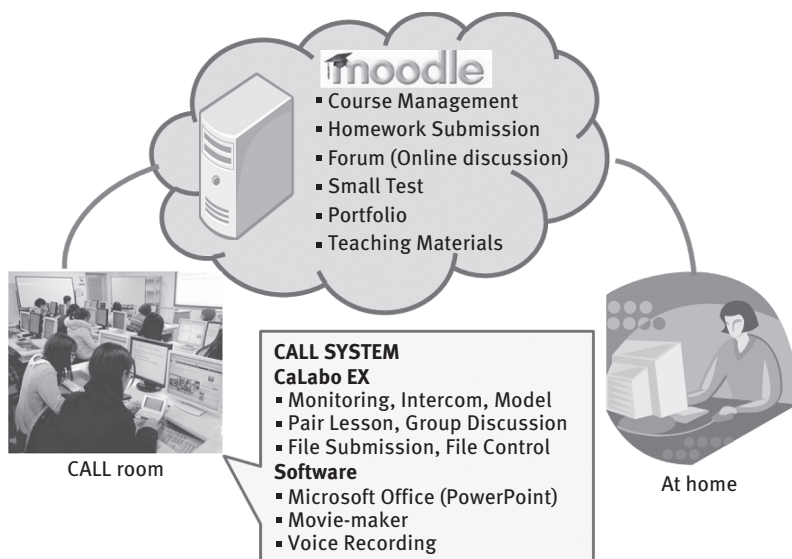 moodle
▪ Course Management
▪ Homework Submission
▪ Forum (Online discussion)
▪ Small Test
▪ Portfolio
▪ Teaching Materials
CALL room
CALL SYSTEM
CaLabo EX
▪ Monitoring, Intercom, Model
▪ Pair Lesson, Group Discussion
▪ File Submission, File Control
Software
▪ Microsoft Office (PowerPoint)
▪ Movie-maker
▪ Voice Recording
At home